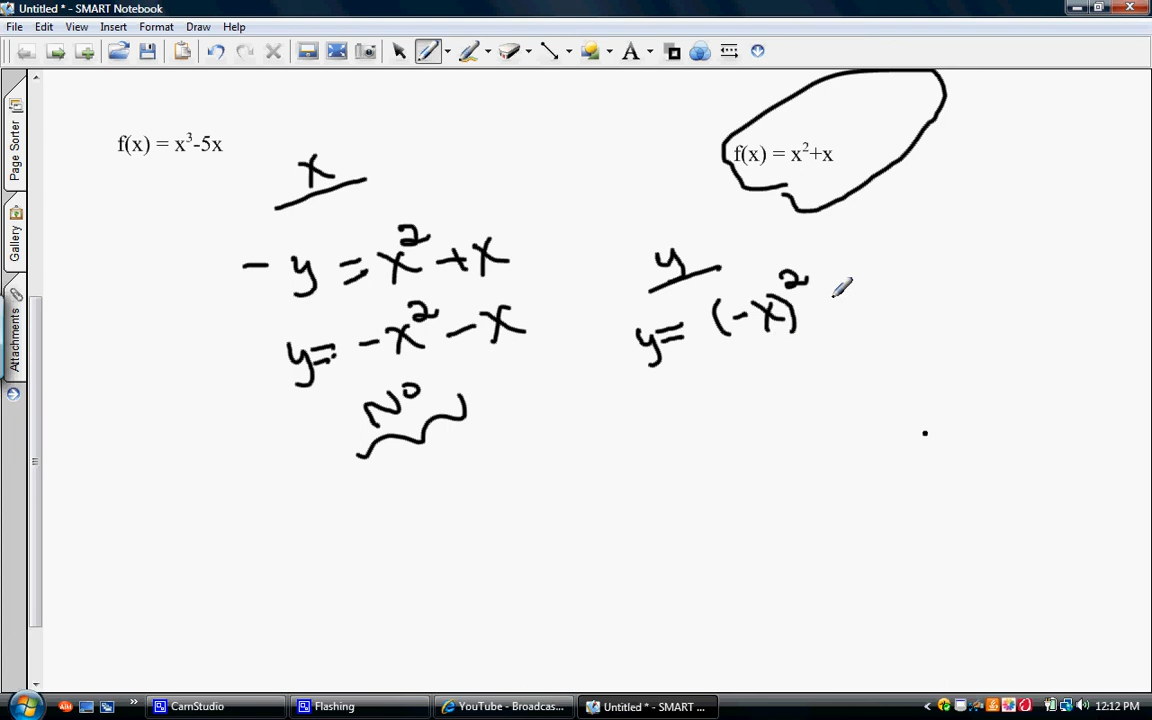 Untitled * - SMART Notebook
File Edit View Insert Format Draw Help
Page Sorter
Gallery
Attachments
f(x) = x³-5x
f(x) = x²+x
x
- y = x² + x
y = - x² - x
NO
y
y = (-x)²
CamStudio
Flashing
YouTube - Broadcas...
Untitled * - SMART ...
12:12 PM